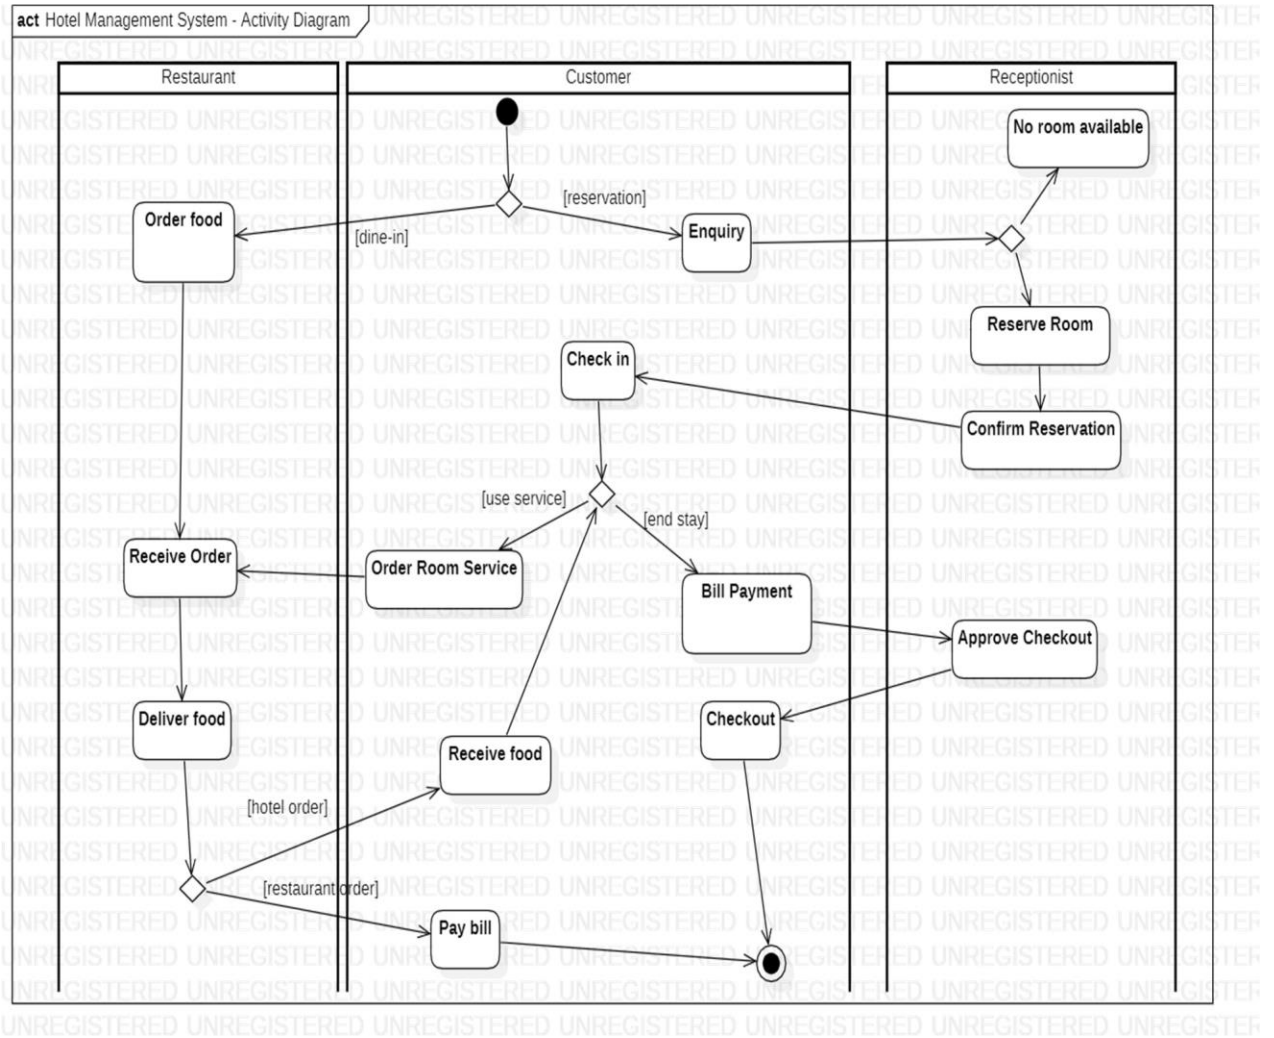 act Hotel Management System - Activity Diagram
Restaurant
Customer
Receptionist
No room available
[reservation]
Order food
Enquiry
[dine-in]
Reserve Room
Check in
Confirm Reservation
[use service]
[end stay]
Receive Order
Order Room Service
Bill Payment
Approve Checkout
Deliver food
Checkout
Receive food
[hotel order]
[restaurant order]
Pay bill
UNREGISTERED